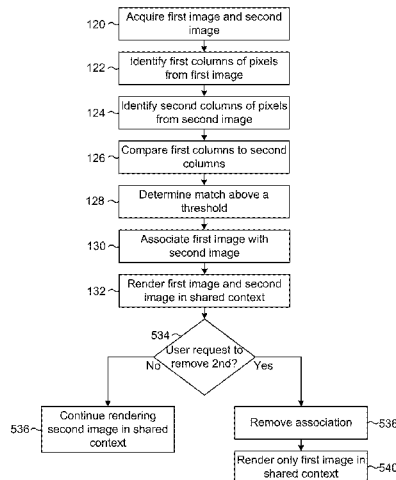 120
Acquire first image and second
image
122
Identify first columns of pixels
from first image
124
Identify second columns of pixels
from second image
126
Compare first columns to second
columns
128
Determine match above a
threshold
130
Associate first image with
second image
132
Render first image and second
image in shared context
534
User request to
remove 2nd?
No
Yes
536
Continue rendering
second image in shared
context
Remove association
538
Render only first image in
shared context
540